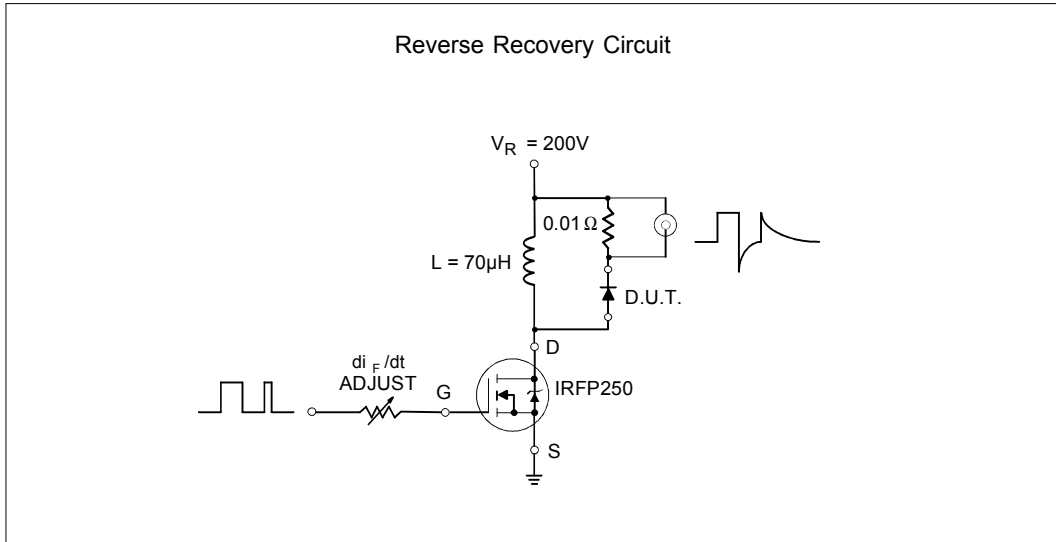 Reverse Recovery Circuit
V_R = 200V
0.01 Ω
L = 70µH
D.U.T.
di_F/dt
ADJUST
G
D
IRFP250
S